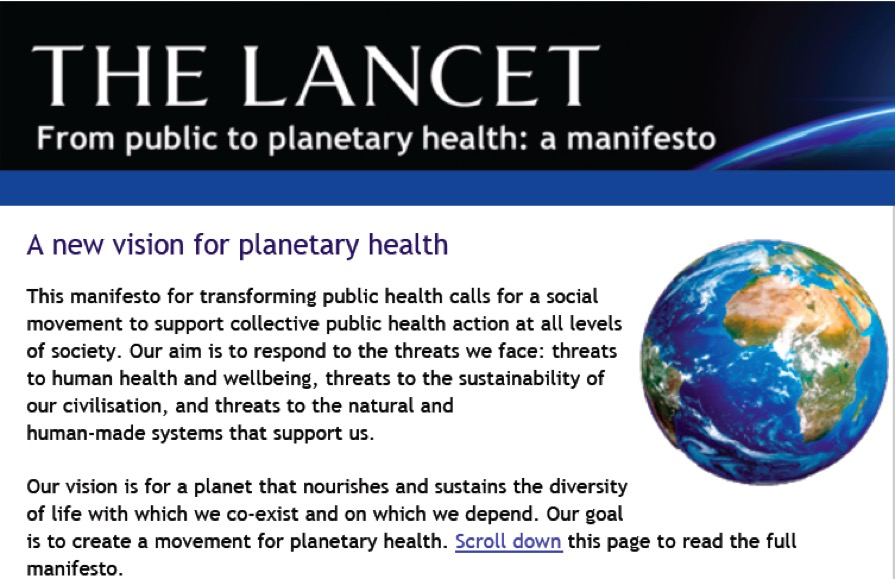 THE LANCET
From public to planetary health: a manifesto
A new vision for planetary health
This manifesto for transforming public health calls for a social
movement to support collective public health action at all levels
of society. Our aim is to respond to the threats we face: threats
to human health and wellbeing, threats to the sustainability of
our civilisation, and threats to the natural and
human-made systems that support us.
Our vision is for a planet that nourishes and sustains the diversity
of life with which we co-exist and on which we depend. Our goal
is to create a movement for planetary health. Scroll down this page to read the full
manifesto.